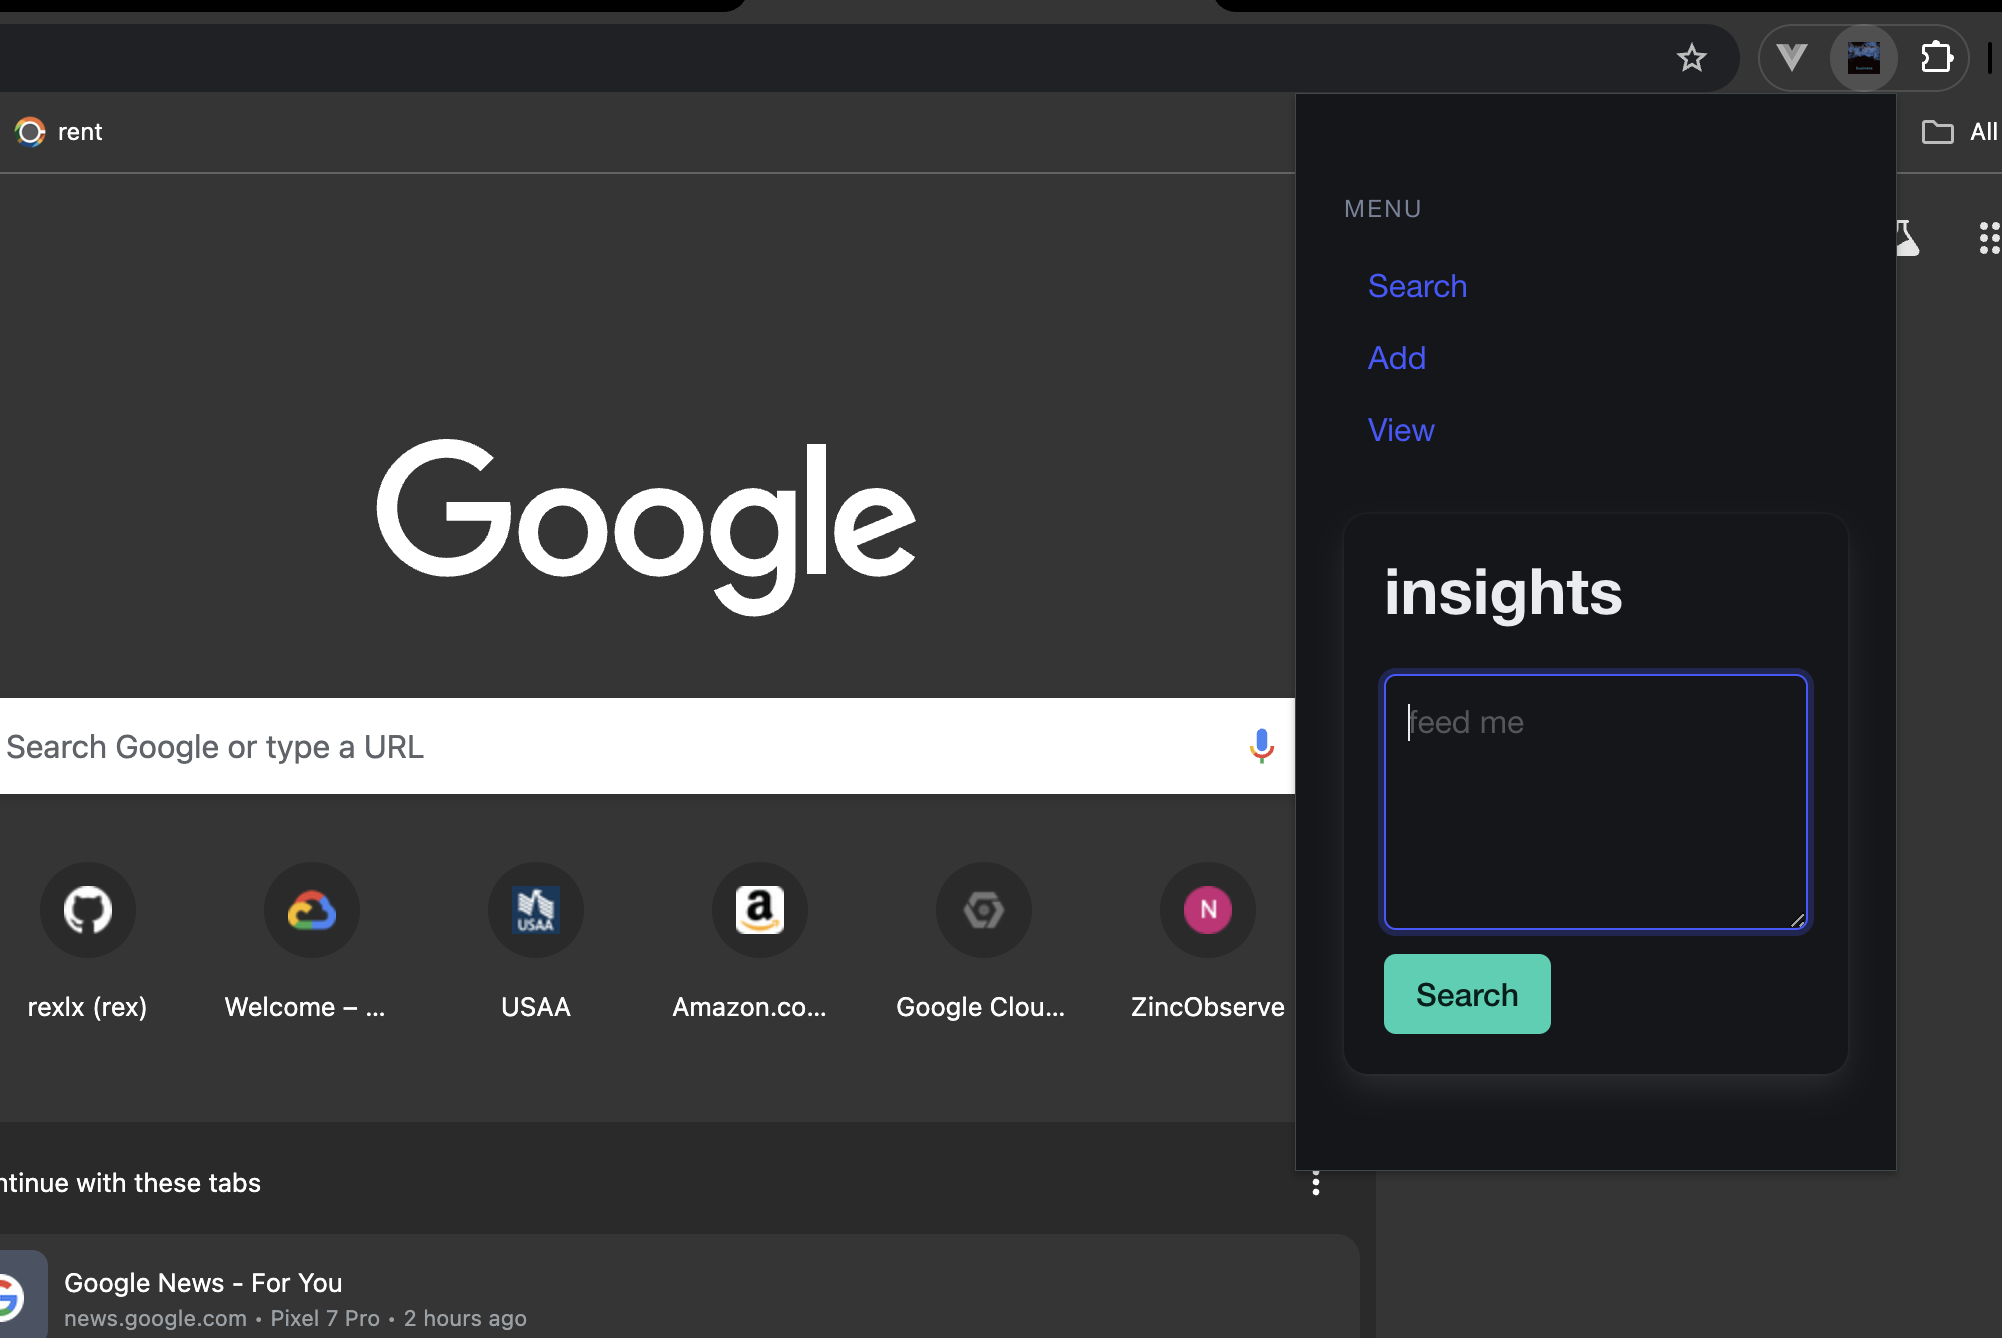 rent
All
MENU
Search
Add
View
Google
insights
feed me
Search Google or type a URL
Search
a
USAA
N
rexlx (rex)
Welcome – ...
USAA
Amazon.co...
Google Clou...
ZincObserve
ntinue with these tabs
Google News - For You
news.google.com • Pixel 7 Pro • 2 hours ago